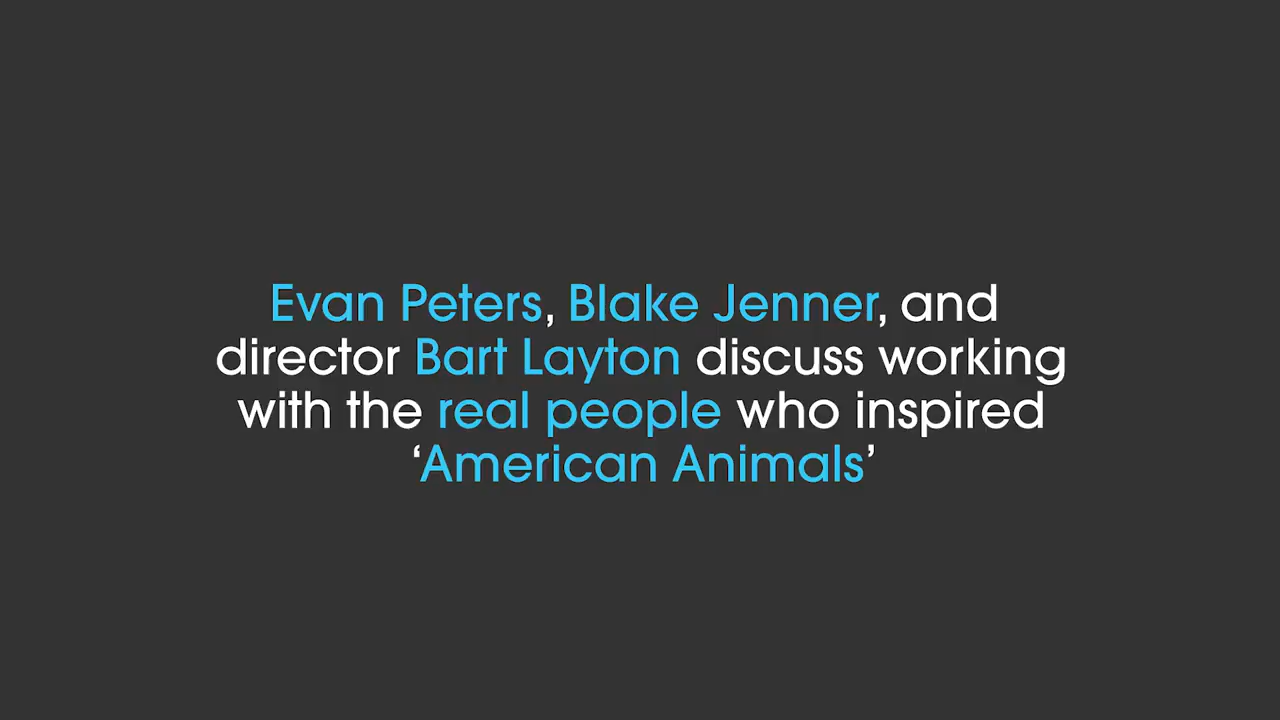 Evan Peters, Blake Jenner, and
director Bart Layton discuss working
with the real people who inspired
‘American Animals’